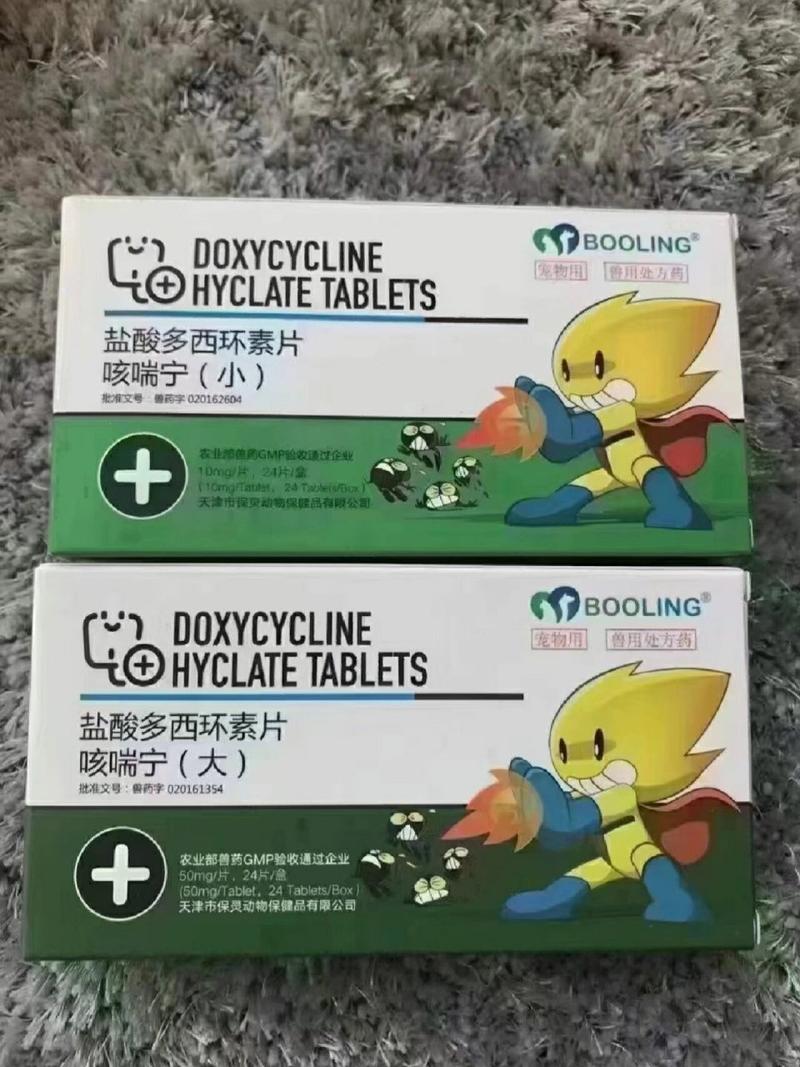 DOXYCYCLINE
HYCLATE TABLETS
BOOLING®
宠物用 兽用处方药
盐酸多西环素片
咳喘宁（小）
批准文号：兽药字 020162604
农业部兽药GMP验收通过企业
10mg/片，24片/盒
(10mg/Tablet，24 Tablets/Box)
天津市保灵动物保健品有限公司
DOXYCYCLINE
HYCLATE TABLETS
BOOLING®
宠物用 兽用处方药
盐酸多西环素片
咳喘宁（大）
批准文号：兽药字 020161354
农业部兽药GMP验收通过企业
50mg/片，24片/盒
(50mg/Tablet，24 Tablets/Box)
天津市保灵动物保健品有限公司